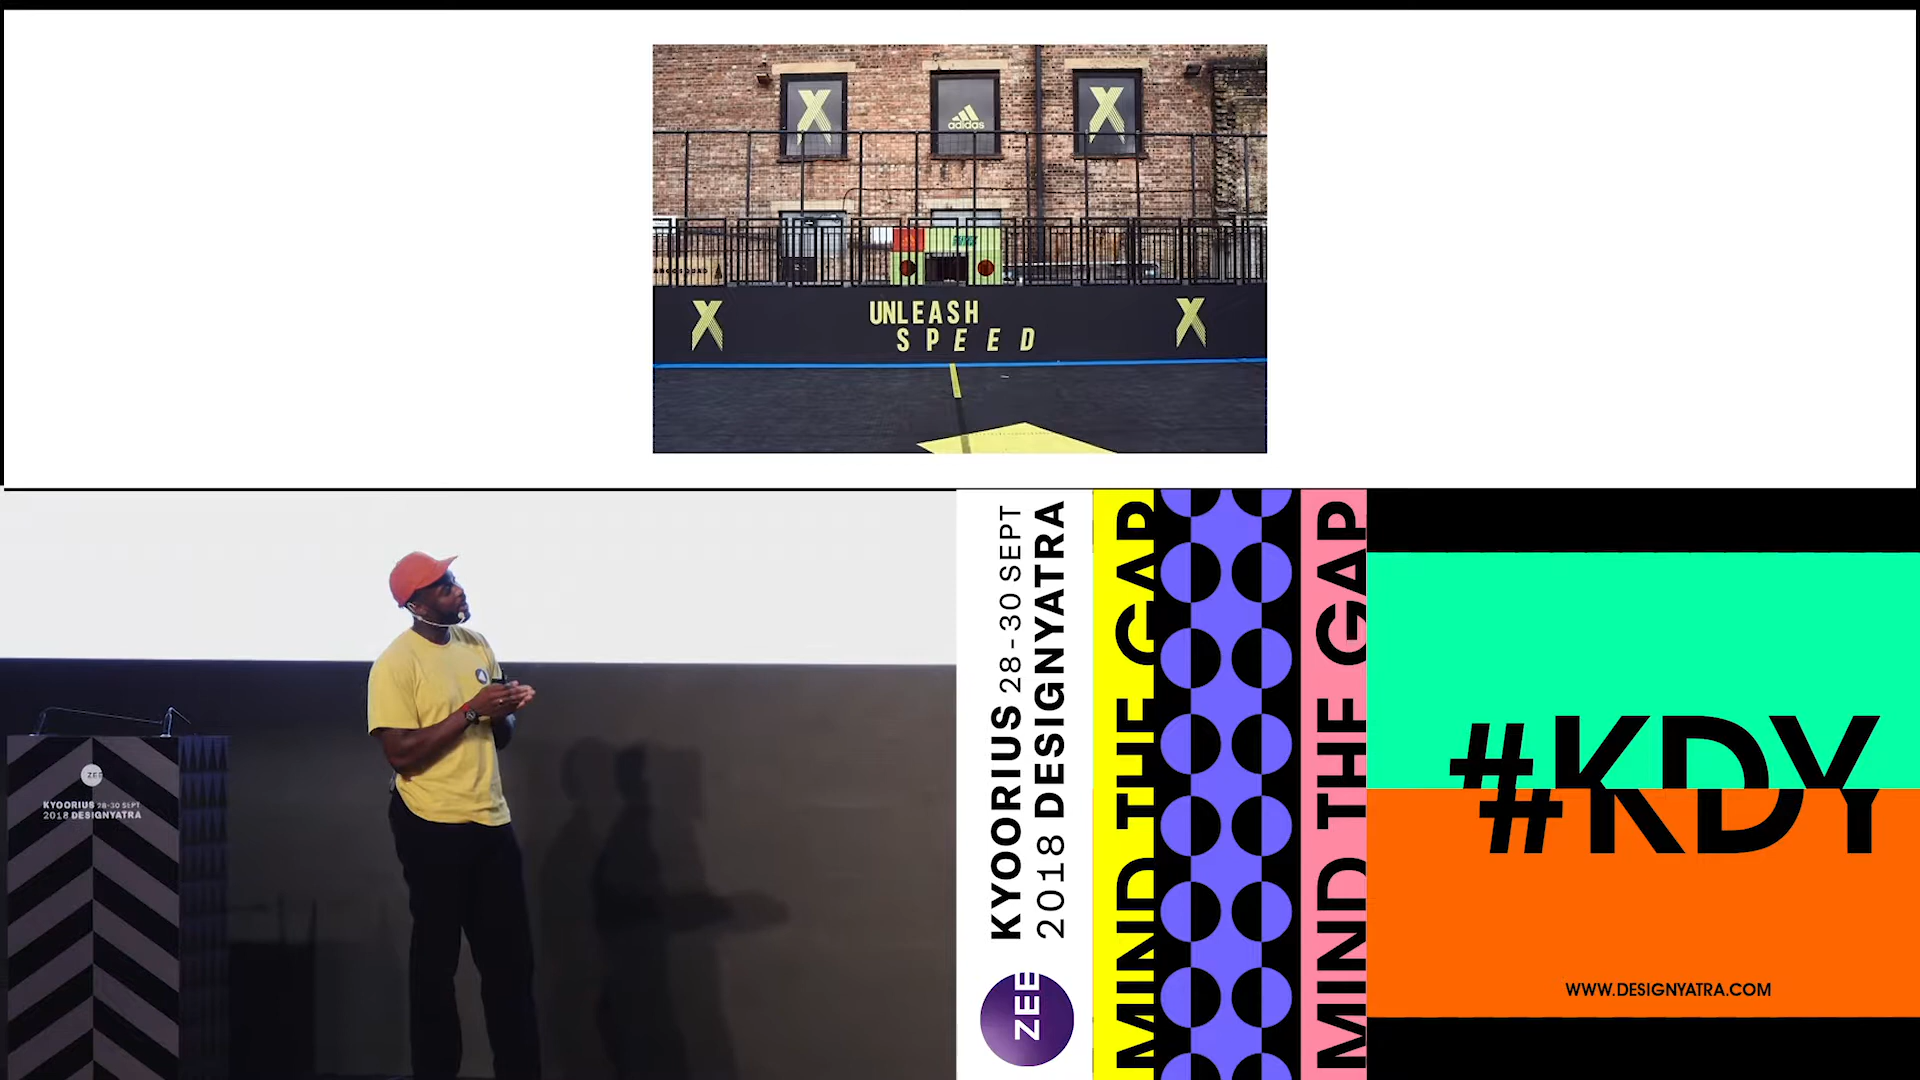 X
adidas
X
X
UNLEASH
SPEED
X
ZEE
KYOORIUS 28-30 SEPT
2018 DESIGNYATRA
KYOORIUS 28-30 SEPT
2018 DESIGNYATRA
ZEE
MIND THE GAP
MIND THE GAP
#KDY
WWW.DESIGNYATRA.COM